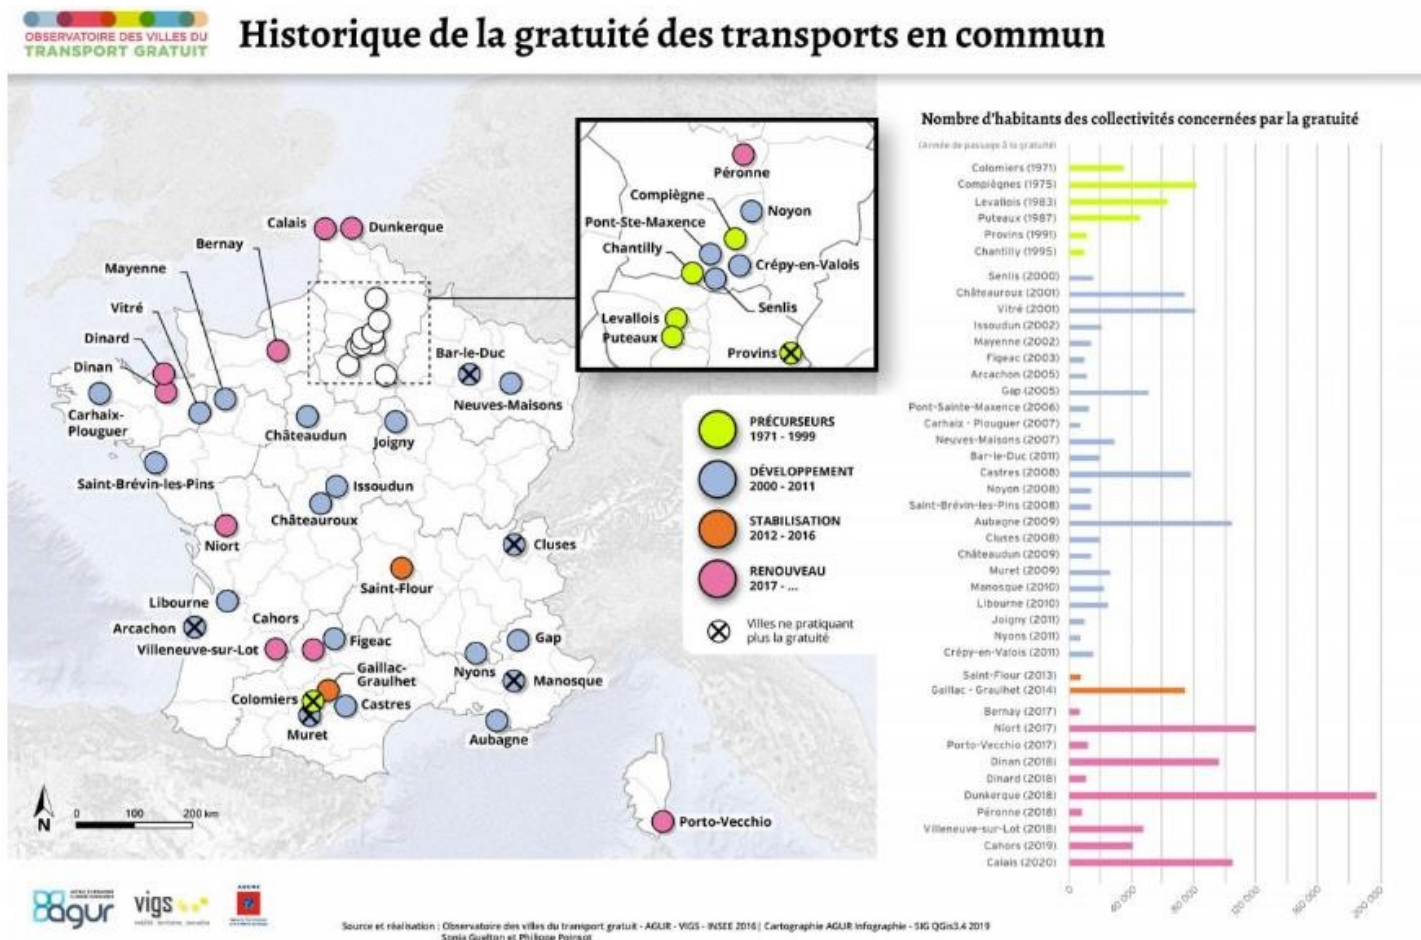 OBSERVATOIRE DES VILLES DU
TRANSPORT GRATUIT
Historique de la gratuité des transports en commun
Calais
Dunkerque
Bernay
Mayenne
Vitré
Dinard
Dinan
Carhaix-
Plouguer
Saint-Brévin-les-Pins
Châteaudun
Joigny
Bar-le-Duc
Neuves-Maisons
Issoudun
Châteauroux
Niort
Cluses
Saint-Flour
Libourne
Arcachon
Cahors
Villeneuve-sur-Lot
Figeac
Gaillac-
Graulhet
Colomiers
Castres
Muret
Gap
Nyons
Manosque
Aubagne
Porto-Vecchio
N
0 100 200 km
Péronne
Compiègne
Noyon
Pont-Ste-Maxence
Chantilly
Crépy-en-Valois
Senlis
Levallois
Puteaux
Provins
PRÉCURSEURS
1971 - 1999
DÉVELOPPEMENT
2000 - 2011
STABILISATION
2012 - 2016
RENOUVEAU
2017 - ...
Villes ne pratiquant
plus la gratuité
Nombre d'habitants des collectivités concernées par la gratuité
(Année de passage à la gratuité)
Colomiers (1971)
Compiègnes (1975)
Levallois (1983)
Puteaux (1987)
Provins (1991)
Chantilly (1995)
Senlis (2000)
Châteauroux (2001)
Vitré (2001)
Issoudun (2002)
Mayenne (2002)
Figeac (2003)
Arcachon (2005)
Gap (2005)
Pont-Sainte-Maxence (2006)
Carhaix - Plouguer (2007)
Neuves-Maisons (2007)
Bar-le-Duc (2011)
Castres (2008)
Noyon (2008)
Saint-Brévin-les-Pins (2008)
Aubagne (2009)
Cluses (2008)
Châteaudun (2009)
Muret (2009)
Manosque (2010)
Libourne (2010)
Joigny (2011)
Nyons (2011)
Crépy-en-Valois (2011)
Saint-Flour (2013)
Gaillac - Graulhet (2014)
Bernay (2017)
Niort (2017)
Porto-Vecchio (2017)
Dinan (2018)
Dinard (2018)
Dunkerque (2018)
Péronne (2018)
Villeneuve-sur-Lot (2018)
Cahors (2019)
Calais (2020)
0 40 000 80 000 120 000 160 000 200 000
agur
vigs
Source et réalisation : Observatoire des villes du transport gratuit - AGUR - VIGS - INSEE 2016 | Cartographie AGUR Infographie - SIG QGis3.4 2019
Sonia Guelton et Philippe Poinsot